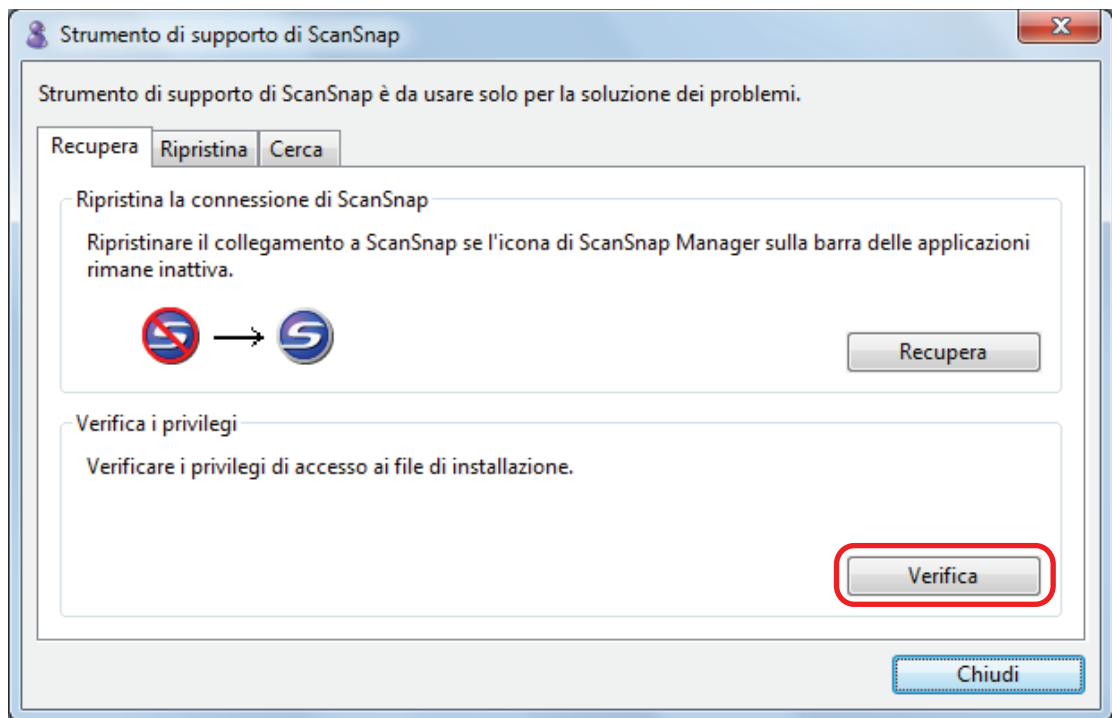 Strumento di supporto di ScanSnap
Strumento di supporto di ScanSnap è da usare solo per la soluzione dei problemi.
Recupera Ripristina Cerca
Ripristina la connessione di ScanSnap
Ripristinare il collegamento a ScanSnap se l'icona di ScanSnap Manager sulla barra delle applicazioni
rimane inattiva.
Recupera
Verifica i privilegi
Verificare i privilegi di accesso ai file di installazione.
Verifica
Chiudi